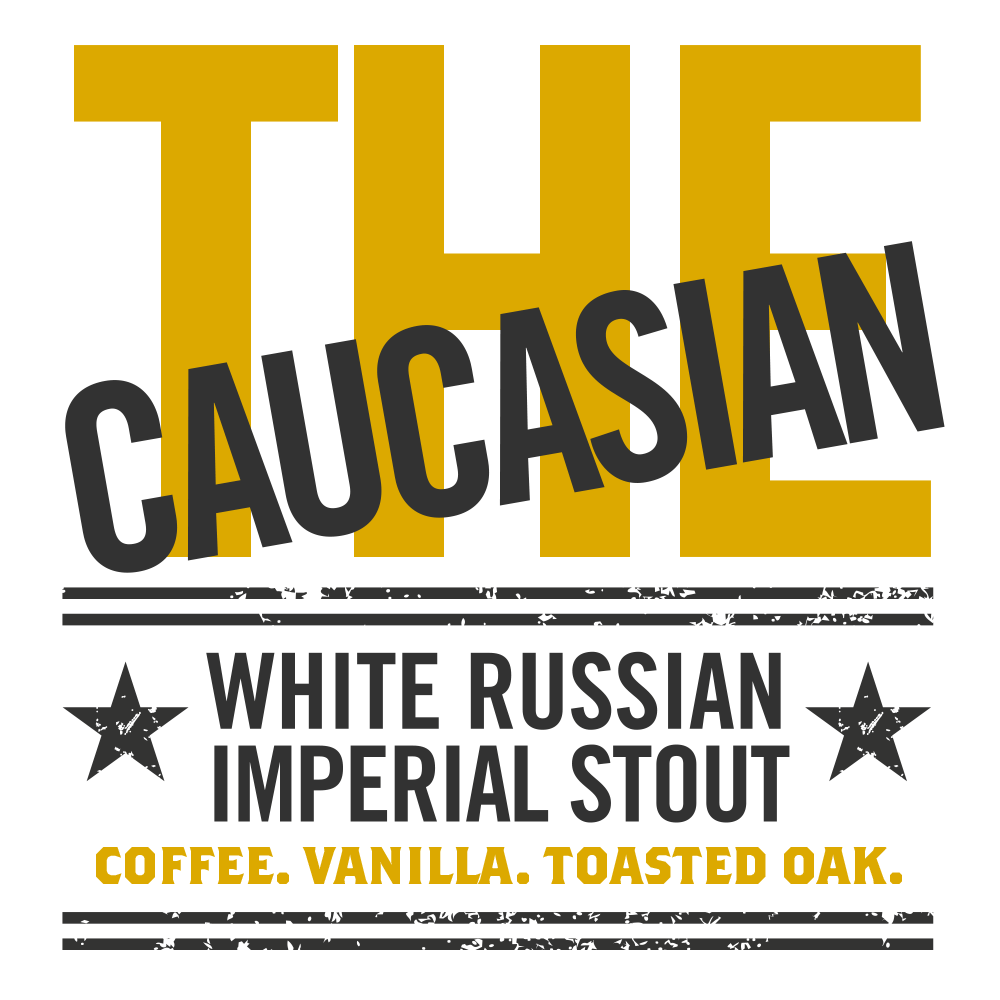 THE
CAUCASIAN
WHITE RUSSIAN
IMPERIAL STOUT
COFFEE. VANILLA. TOASTED OAK.